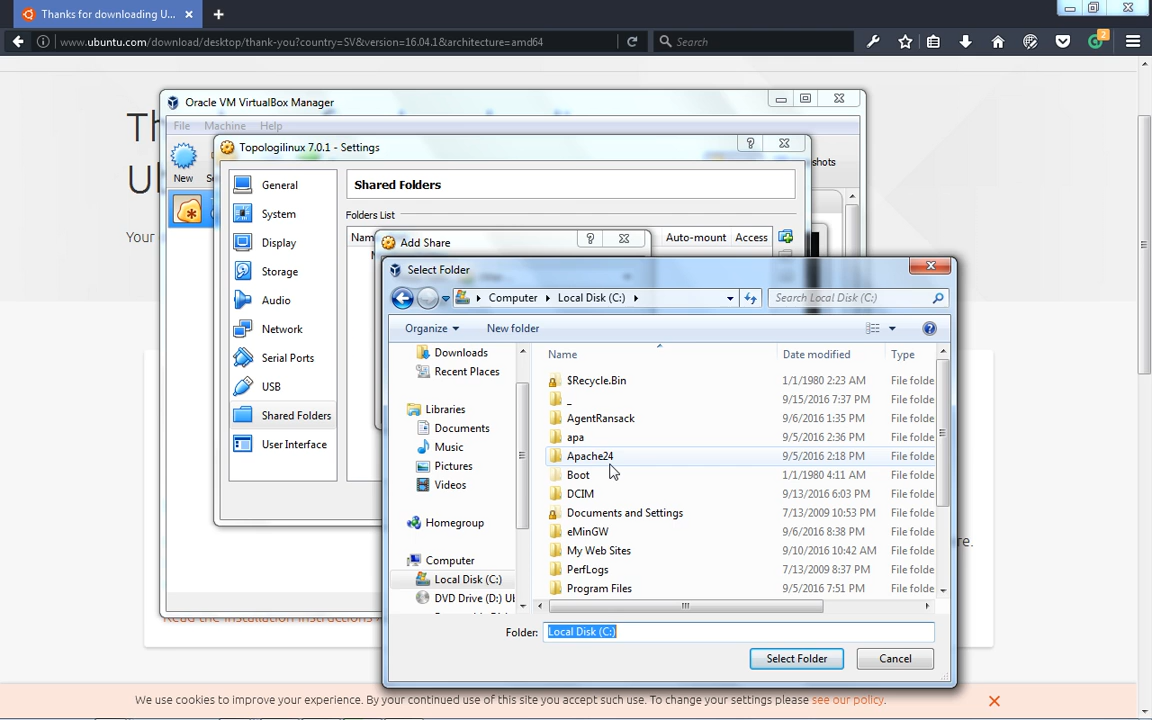 Thanks for downloading U...
www.ubuntu.com/download/desktop/thank-you?country=SV&version=16.04.1&architecture=amd64
Search
2
Oracle VM VirtualBox Manager
File Machine Help
New
shots
Your
Topologilinux 7.0.1 - Settings
General
System
Display
Storage
Audio
Network
Serial Ports
USB
Shared Folders
User Interface
Shared Folders
Folders List
Auto-mount Access
Add Share
Select Folder
Computer Local Disk (C:)
Search Local Disk (C:)
Organize New folder
Downloads
Recent Places
Libraries
Documents
Music
Pictures
Videos
Homegroup
Computer
Local Disk (C:)
DVD Drive (D:) Ub
Name Date modified Type
$Recycle.Bin 1/1/1980 2:23 AM File folde
_ 9/15/2016 7:37 PM File folde
AgentRansack 9/6/2016 1:35 PM File folde
apa 9/5/2016 2:36 PM File folde
Apache24 9/5/2016 2:18 PM File folde
Boot 1/1/1980 4:11 AM File folde
DCIM 9/13/2016 6:03 PM File folde
Documents and Settings 7/13/2009 10:53 PM File folde
eMinGW 9/6/2016 8:38 PM File folde
My Web Sites 9/10/2016 10:42 AM File folde
PerfLogs 7/13/2009 8:37 PM File folde
Program Files 9/5/2016 7:51 PM File folde
Folder: Local Disk (C:)
Select Folder Cancel
re.
Read the installation instructions
We use cookies to improve your experience. By your continued use of this site you accept such use. To change your settings please see our policy.